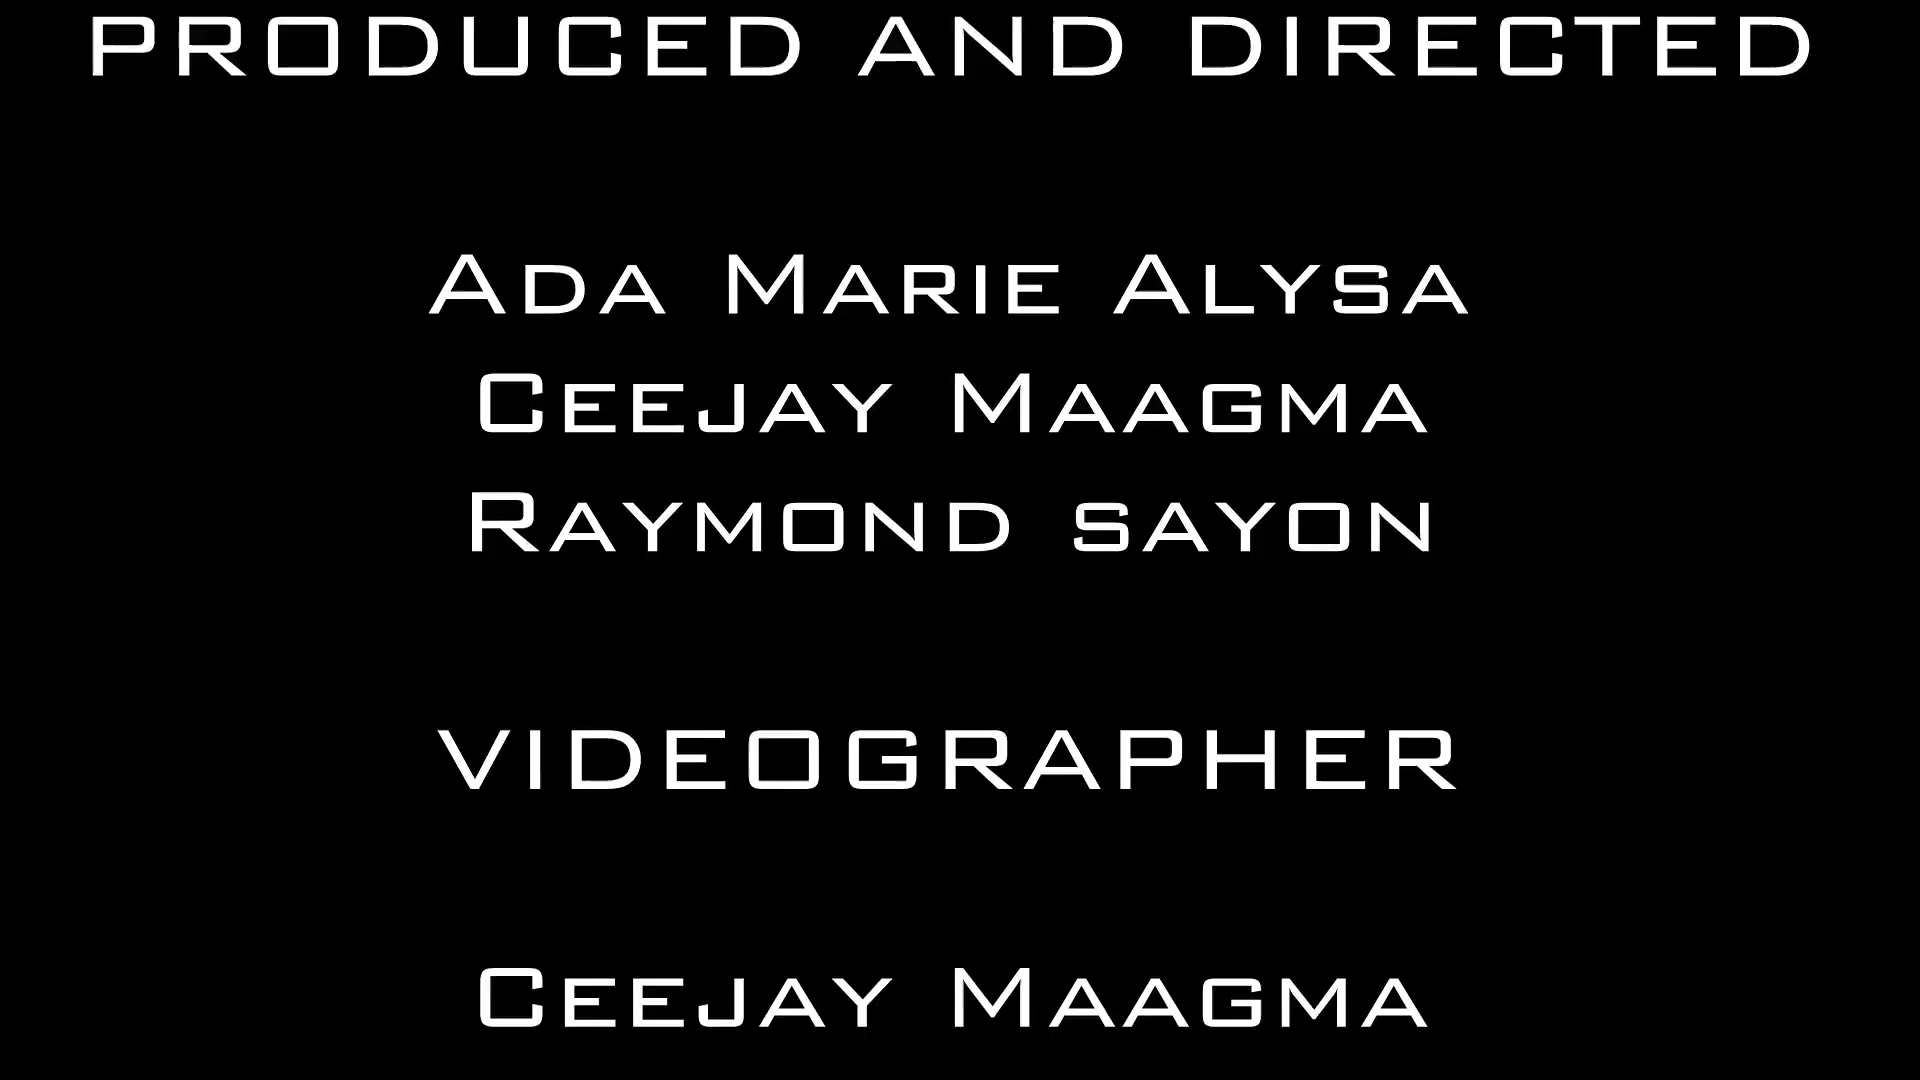 PRODUCED AND DIRECTED
Ada Marie Alysa
Ceejay Maagma
Raymond sayon
VIDEOGRAPHER
Ceejay Maagma